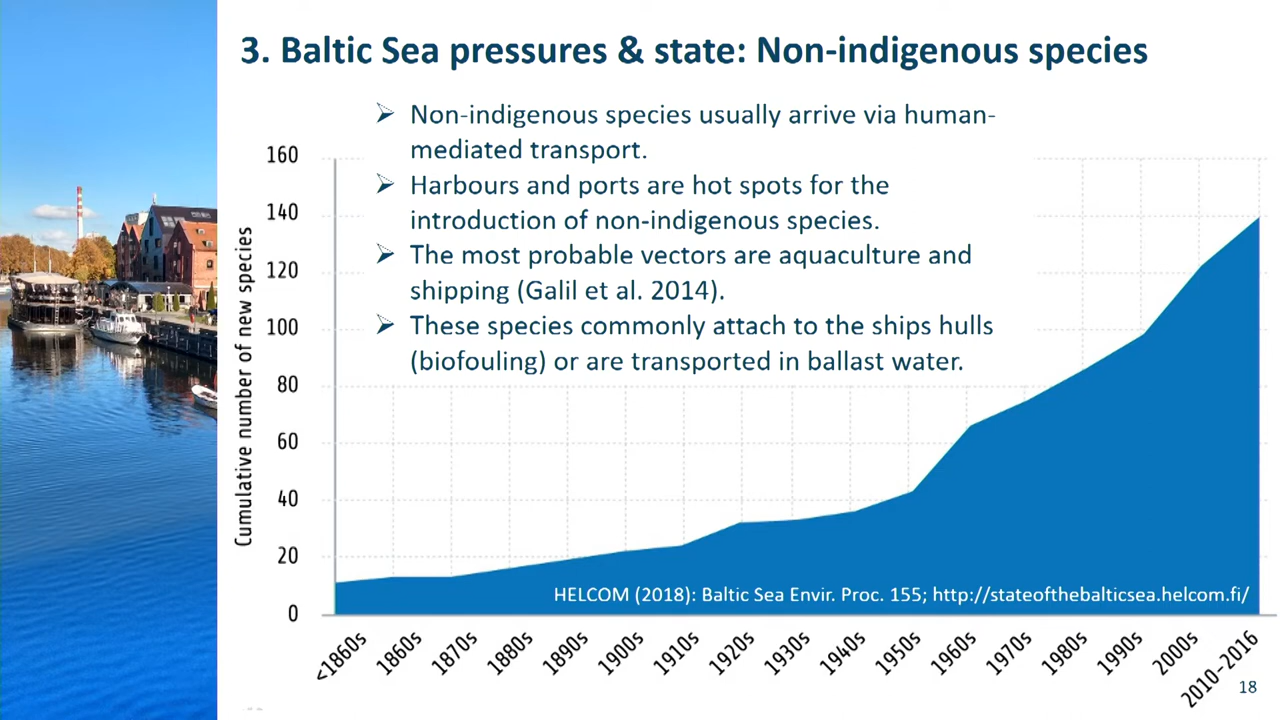 3. Baltic Sea pressures & state: Non-indigenous species
➢ Non-indigenous species usually arrive via human-
mediated transport.
➢ Harbours and ports are hot spots for the
introduction of non-indigenous species.
➢ The most probable vectors are aquaculture and
shipping (Galil et al. 2014).
➢ These species commonly attach to the ships hulls
(biofouling) or are transported in ballast water.
Cumulative number of new species
160
140
120
100
80
60
40
20
0
HELCOM (2018): Baltic Sea Envir. Proc. 155; http://stateofthebalticsea.helcom.fi/
<1860s
1860s
1870s
1880s
1890s
1900s
1910s
1920s
1930s
1940s
1950s
1960s
1970s
1980s
1990s
2000s
2010-2016
18